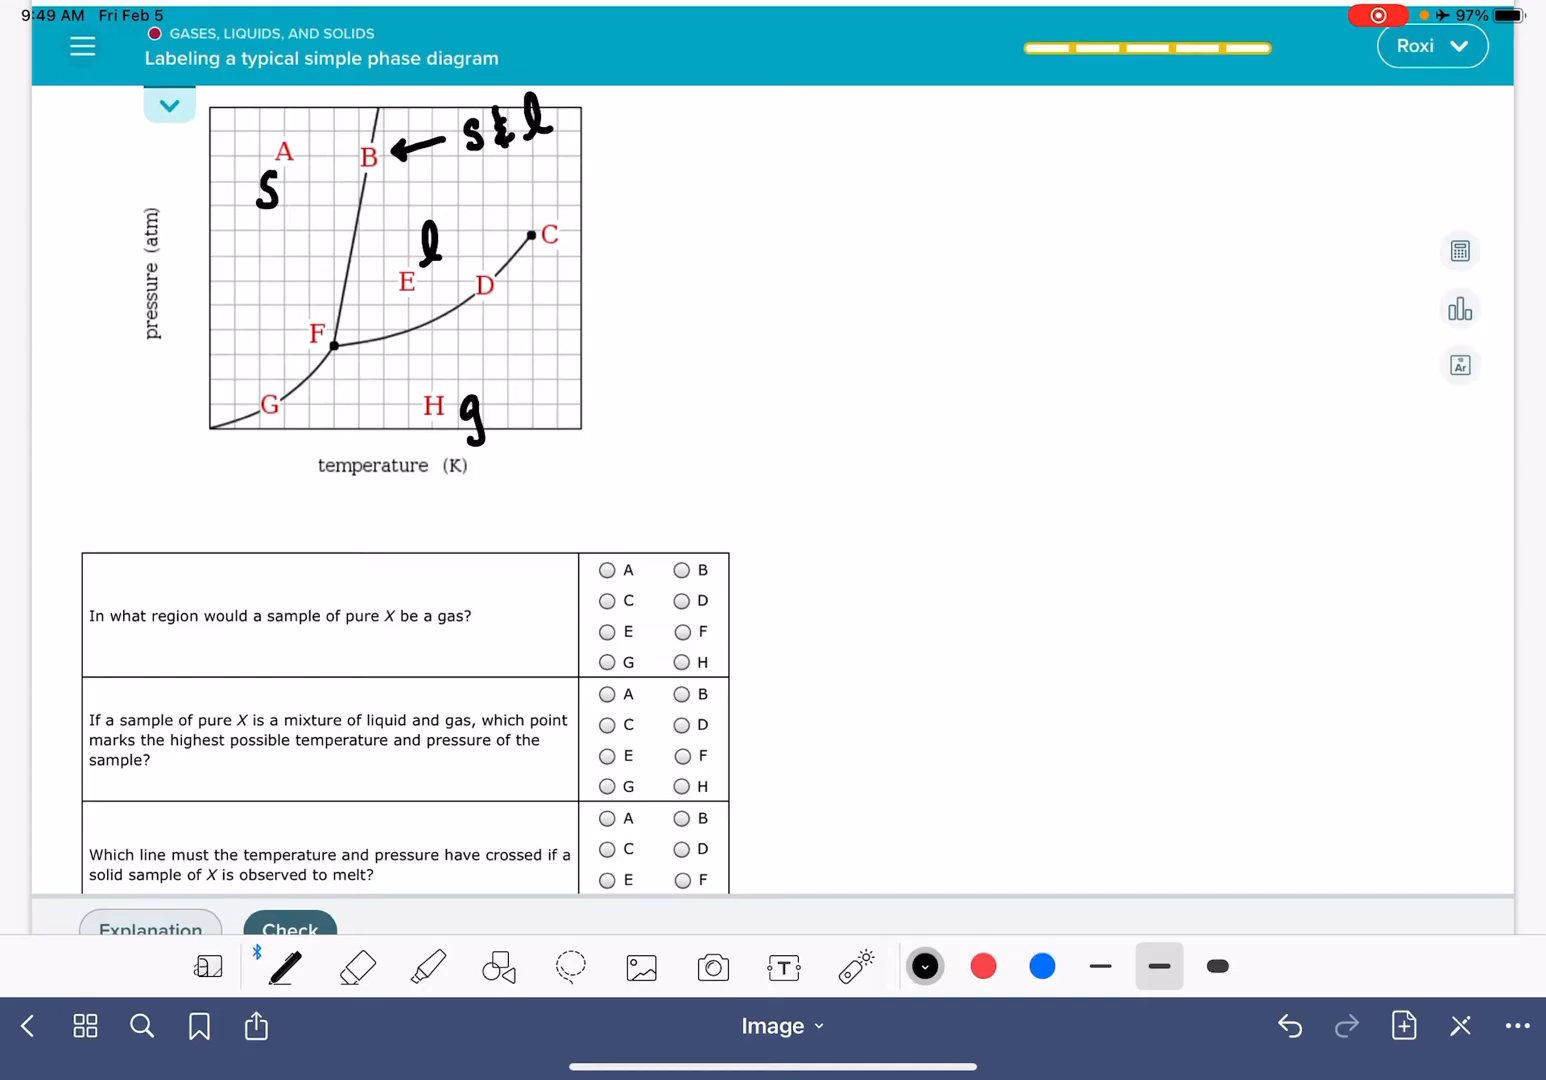 9:49 AM Fri Feb 5
97%
GASES, LIQUIDS, AND SOLIDS
Labeling a typical simple phase diagram
Roxi
A
B
s & l
s
l
C
E
D
F
G
H
g
pressure (atm)
temperature (K)
Ar
In what region would a sample of pure X be a gas?
A B
C D
E F
G H
If a sample of pure X is a mixture of liquid and gas, which point
marks the highest possible temperature and pressure of the
sample?
A B
C D
E F
G H
Which line must the temperature and pressure have crossed if a
solid sample of X is observed to melt?
A B
C D
E F
Explanation
Check
T
Image